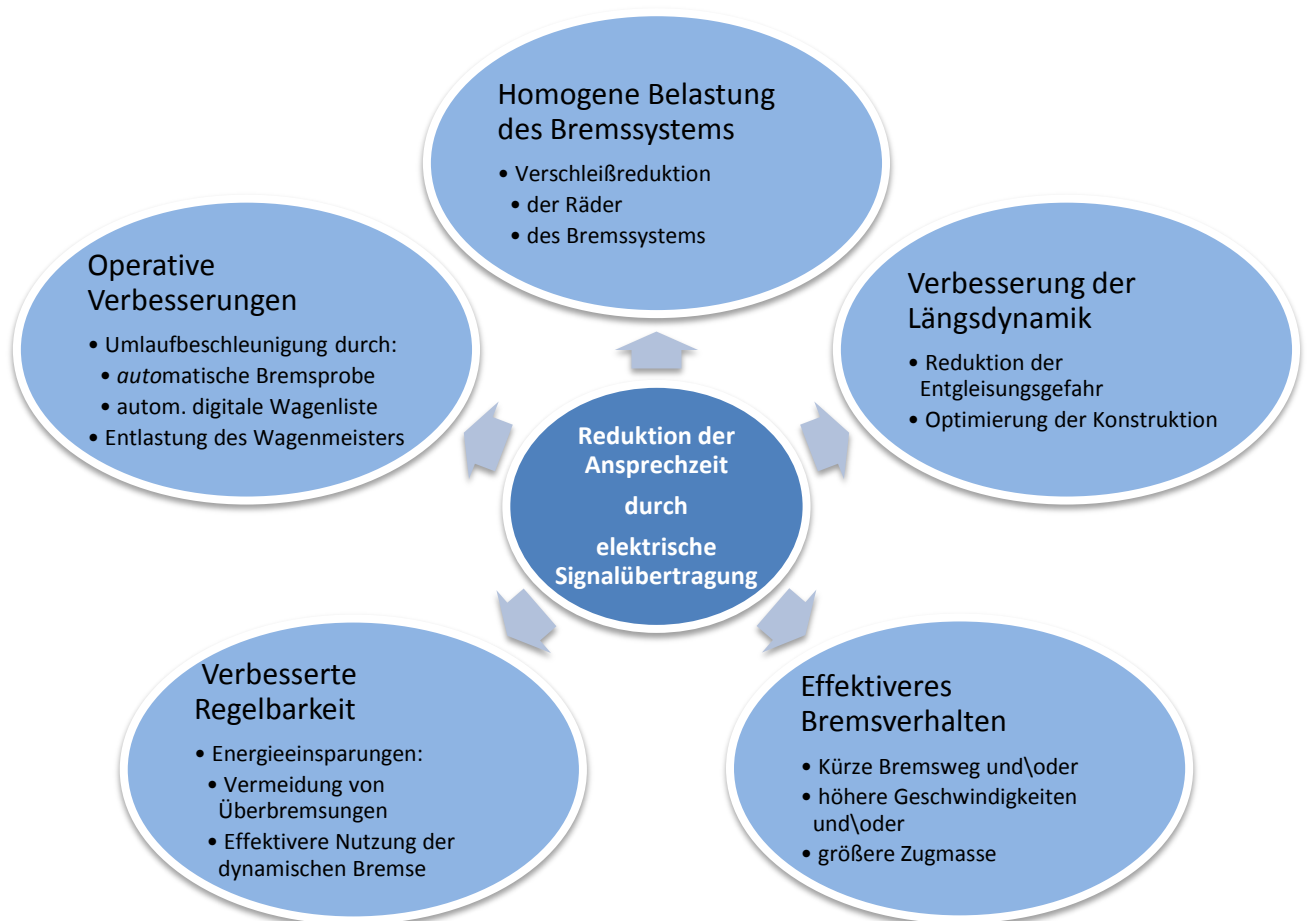 Homogene Belastung
des Bremssystems
• Verschleißreduktion
• der Räder
• des Bremssystems
Operative
Verbesserungen
• Umlaufbeschleunigung durch:
• automatische Bremsprobe
• autom. digitale Wagenliste
• Entlastung des Wagenmeisters
Verbesserung der
Längsdynamik
• Reduktion der
Entgleisungsgefahr
• Optimierung der Konstruktion
Reduktion der
Ansprechzeit
durch
elektrische
Signalübertragung
Verbesserte
Regelbarkeit
• Energieeinsparungen:
• Vermeidung von
Überbremsungen
• Effektivere Nutzung der
dynamischen Bremse
Effektiveres
Bremsverhalten
• Kürze Bremsweg und\oder
• höhere Geschwindigkeiten
und\oder
• größere Zugmasse